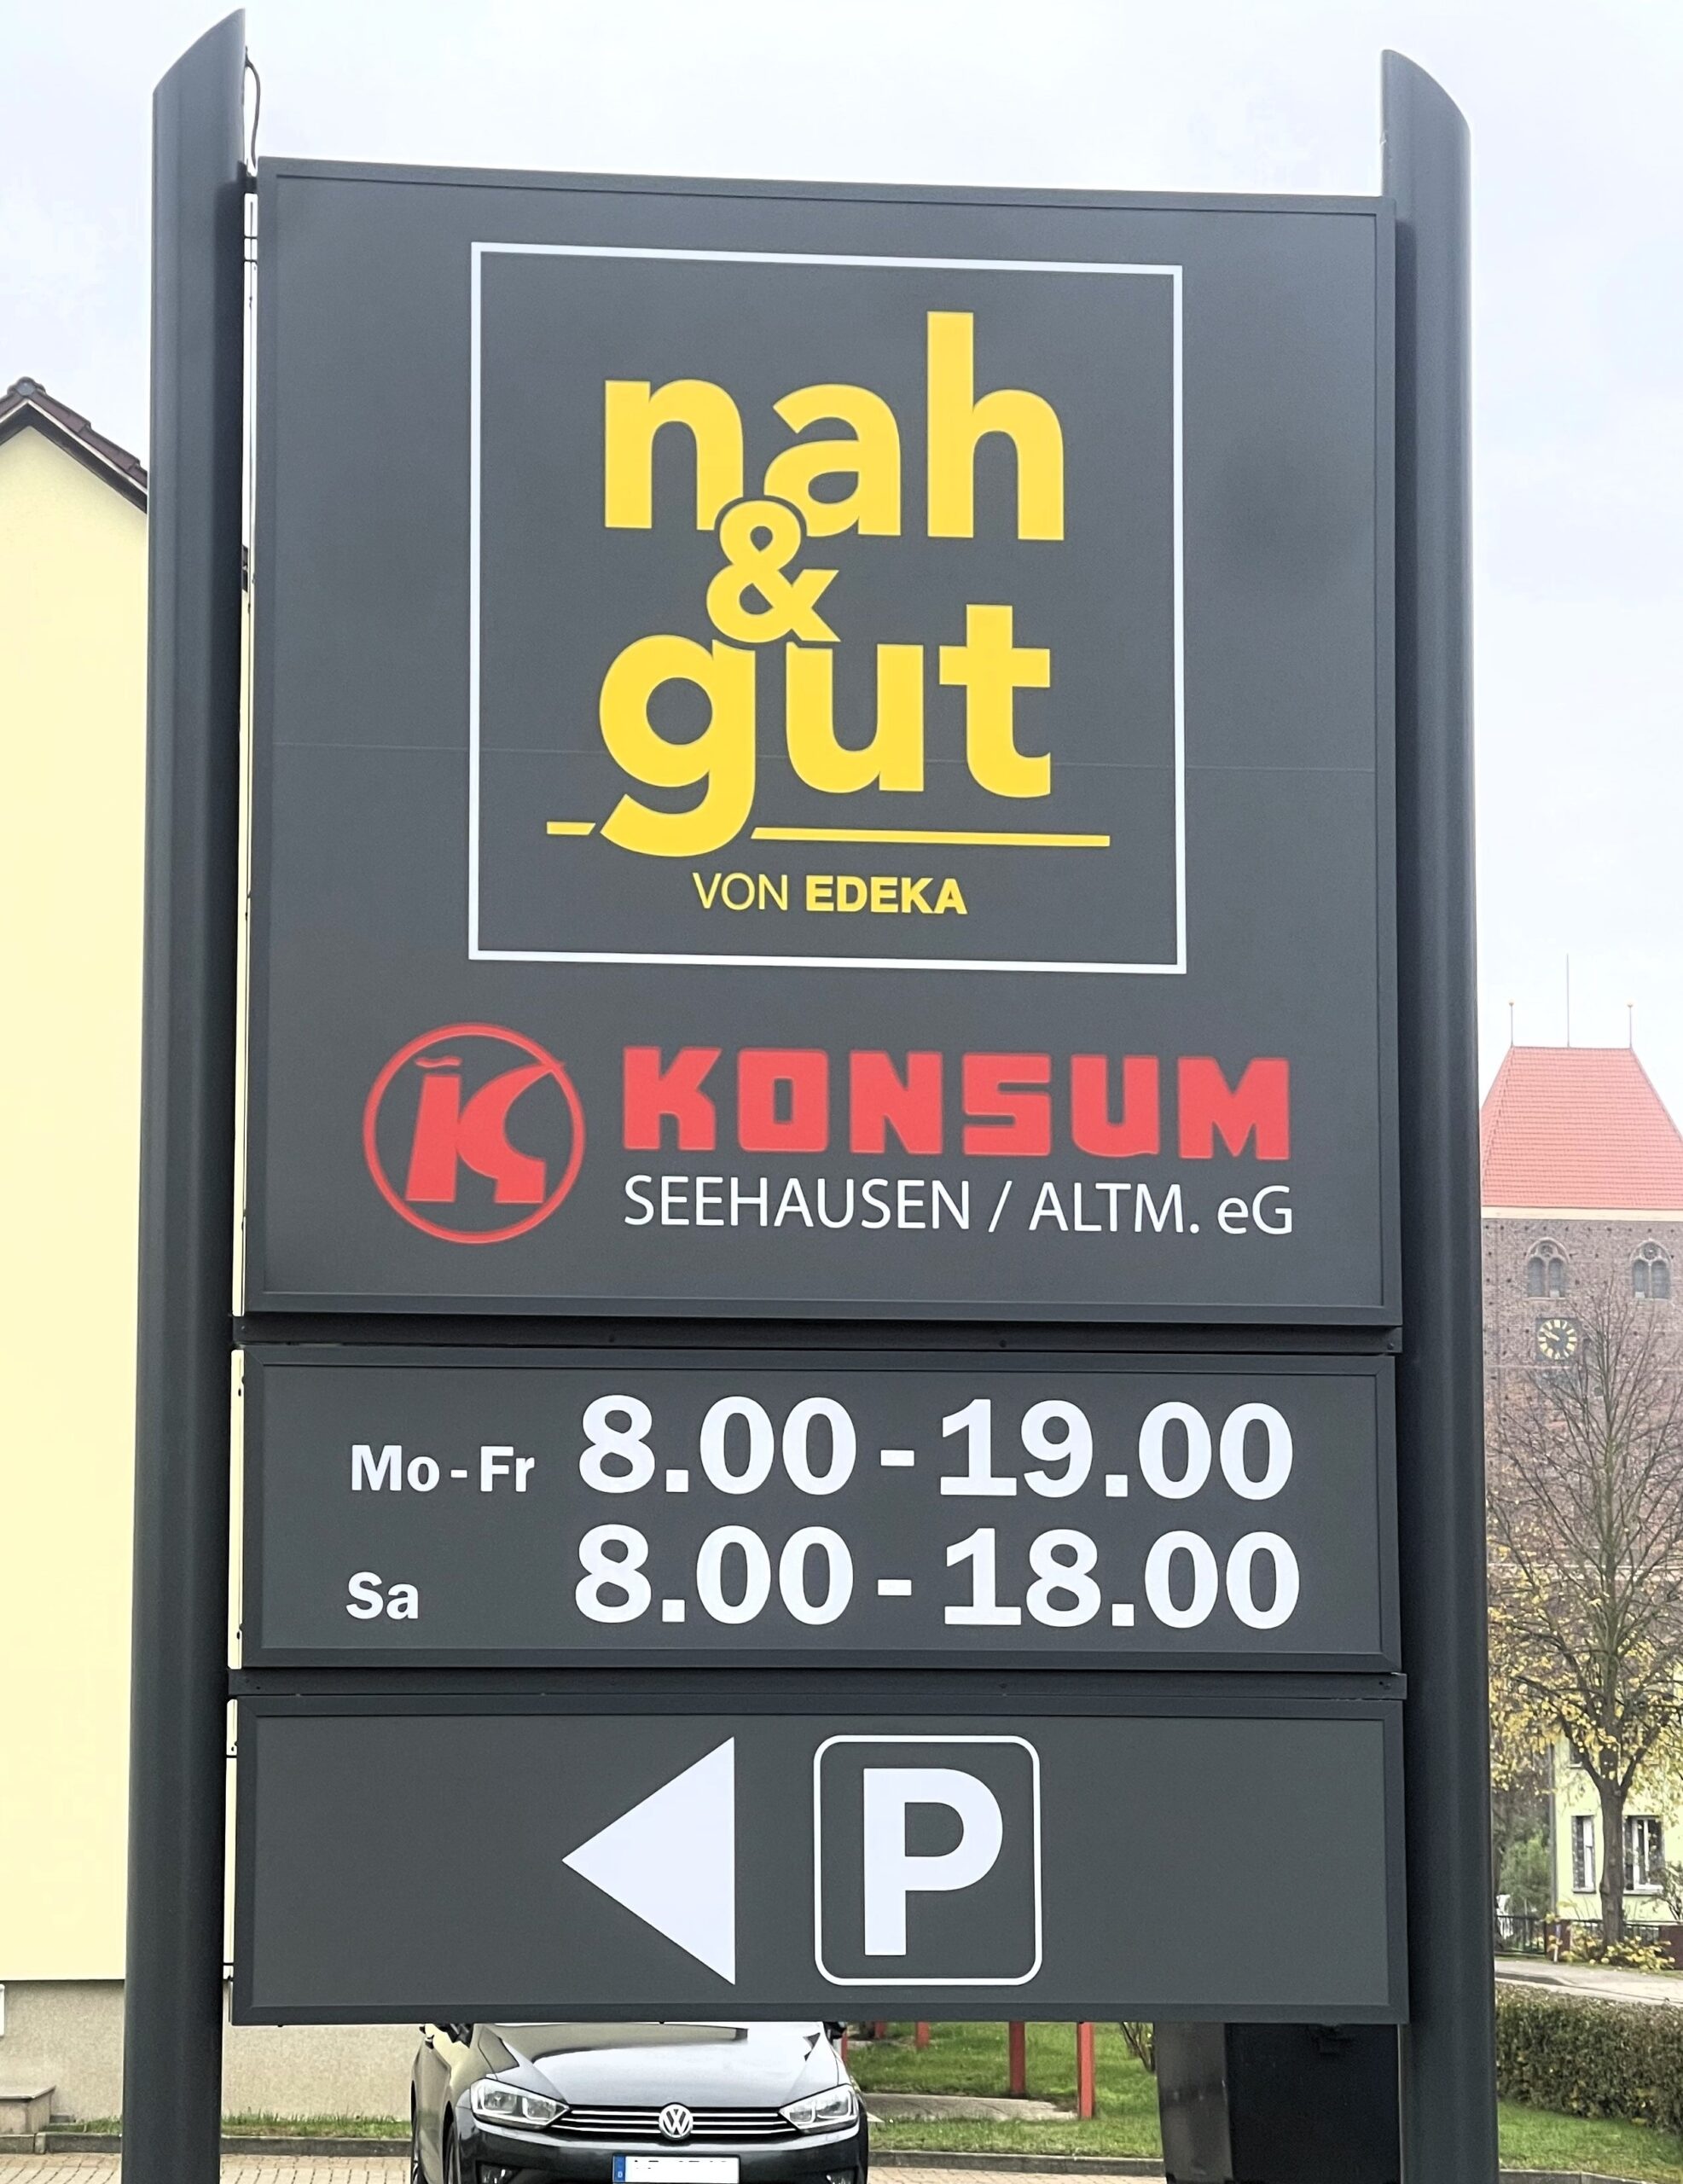 nah
&
gut
VON EDEKA
K KONSUM
SEEHAUSEN / ALTM. eG
Mo - Fr 8.00 - 19.00
Sa 8.00 - 18.00
P